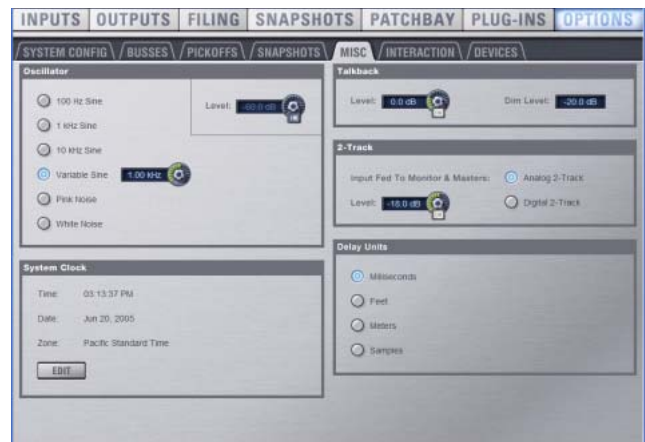 INPUTS OUTPUTS FILING SNAPSHOTS PATCHBAY PLUG-INS OPTIONS
SYSTEM CONFIG BUSSES PICKOFFS SNAPSHOTS MISC INTERACTION DEVICES
Oscillator
100 Hz Sine
Level: -60.0 dB
1 kHz Sine
10 kHz Sine
Variable Sine 1.00 kHz
Pink Noise
White Noise
System Clock
Time: 03:13:37 PM
Date: Jun 20, 2005
Zone: Pacific Standard Time
EDIT
Talkback
Level: 0.0 dB Dim Level: -20.0 dB
2-Track
Input Fed To Monitor & Masters: Analog 2-Track
Level: -18.0 dB Digital 2-Track
Delay Units
Milliseconds
Feet
Meters
Samples